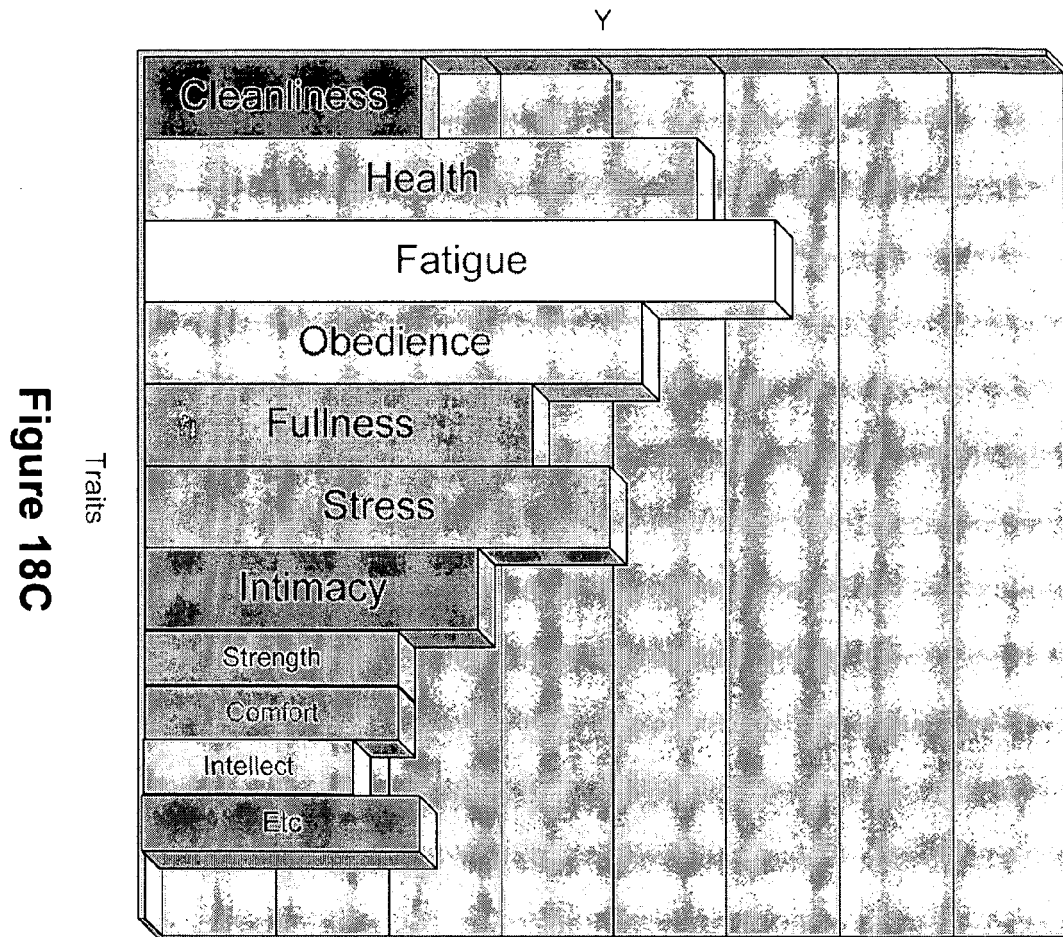 Y
Cleanliness
Health
Fatigue
Obedience
Fullness
Stress
Intimacy
Strength
Comfort
Intellect
Etc
Traits
Figure 18C